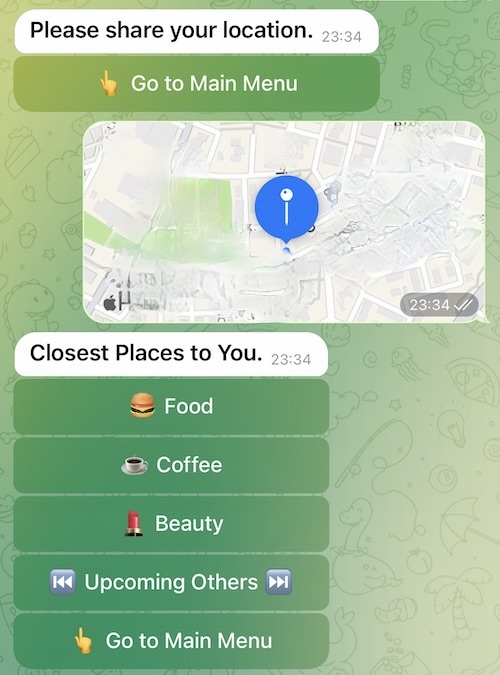 Please share your location. 23:34
👆 Go to Main Menu
23:34
Closest Places to You. 23:34
🍔 Food
☕ Coffee
💄 Beauty
⏮ Upcoming Others ⏭
👆 Go to Main Menu